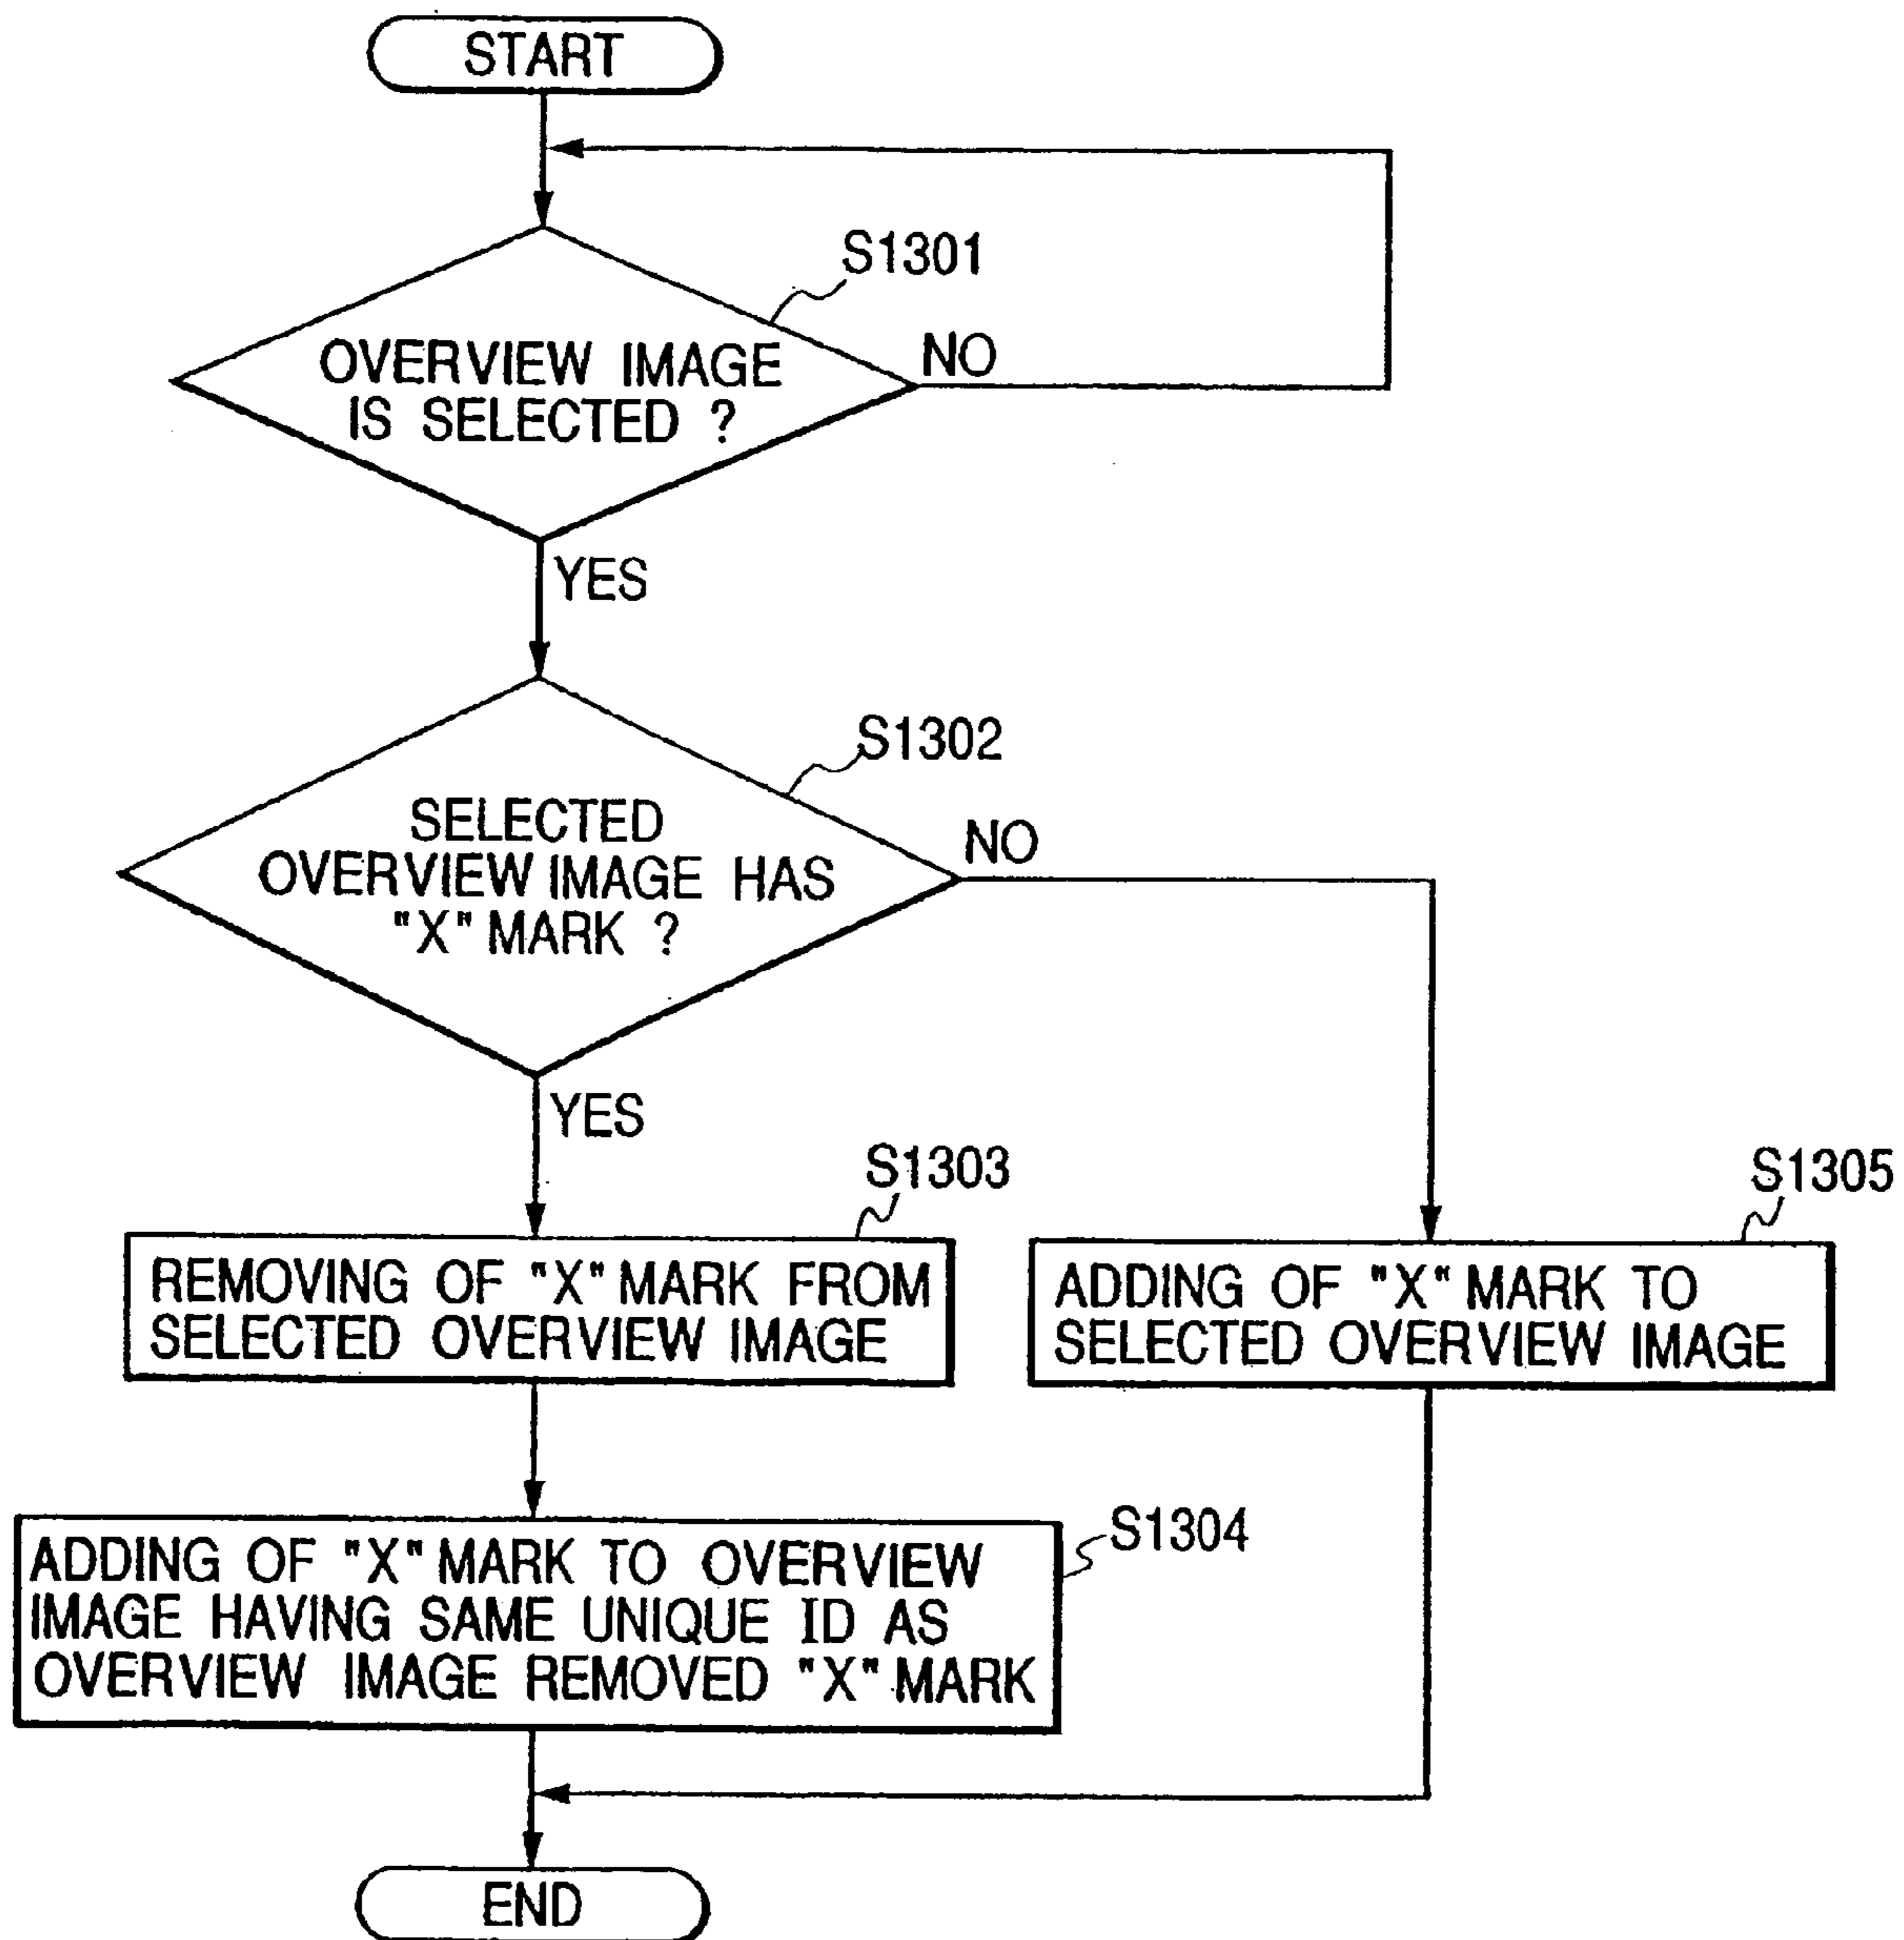 START
S1301
OVERVIEW IMAGE
IS SELECTED ?
NO
YES
S1302
SELECTED
OVERVIEW IMAGE HAS
"X" MARK ?
NO
YES
S1303
REMOVING OF "X" MARK FROM
SELECTED OVERVIEW IMAGE
S1305
ADDING OF "X" MARK TO
SELECTED OVERVIEW IMAGE
S1304
ADDING OF "X" MARK TO OVERVIEW
IMAGE HAVING SAME UNIQUE ID AS
OVERVIEW IMAGE REMOVED "X" MARK
END